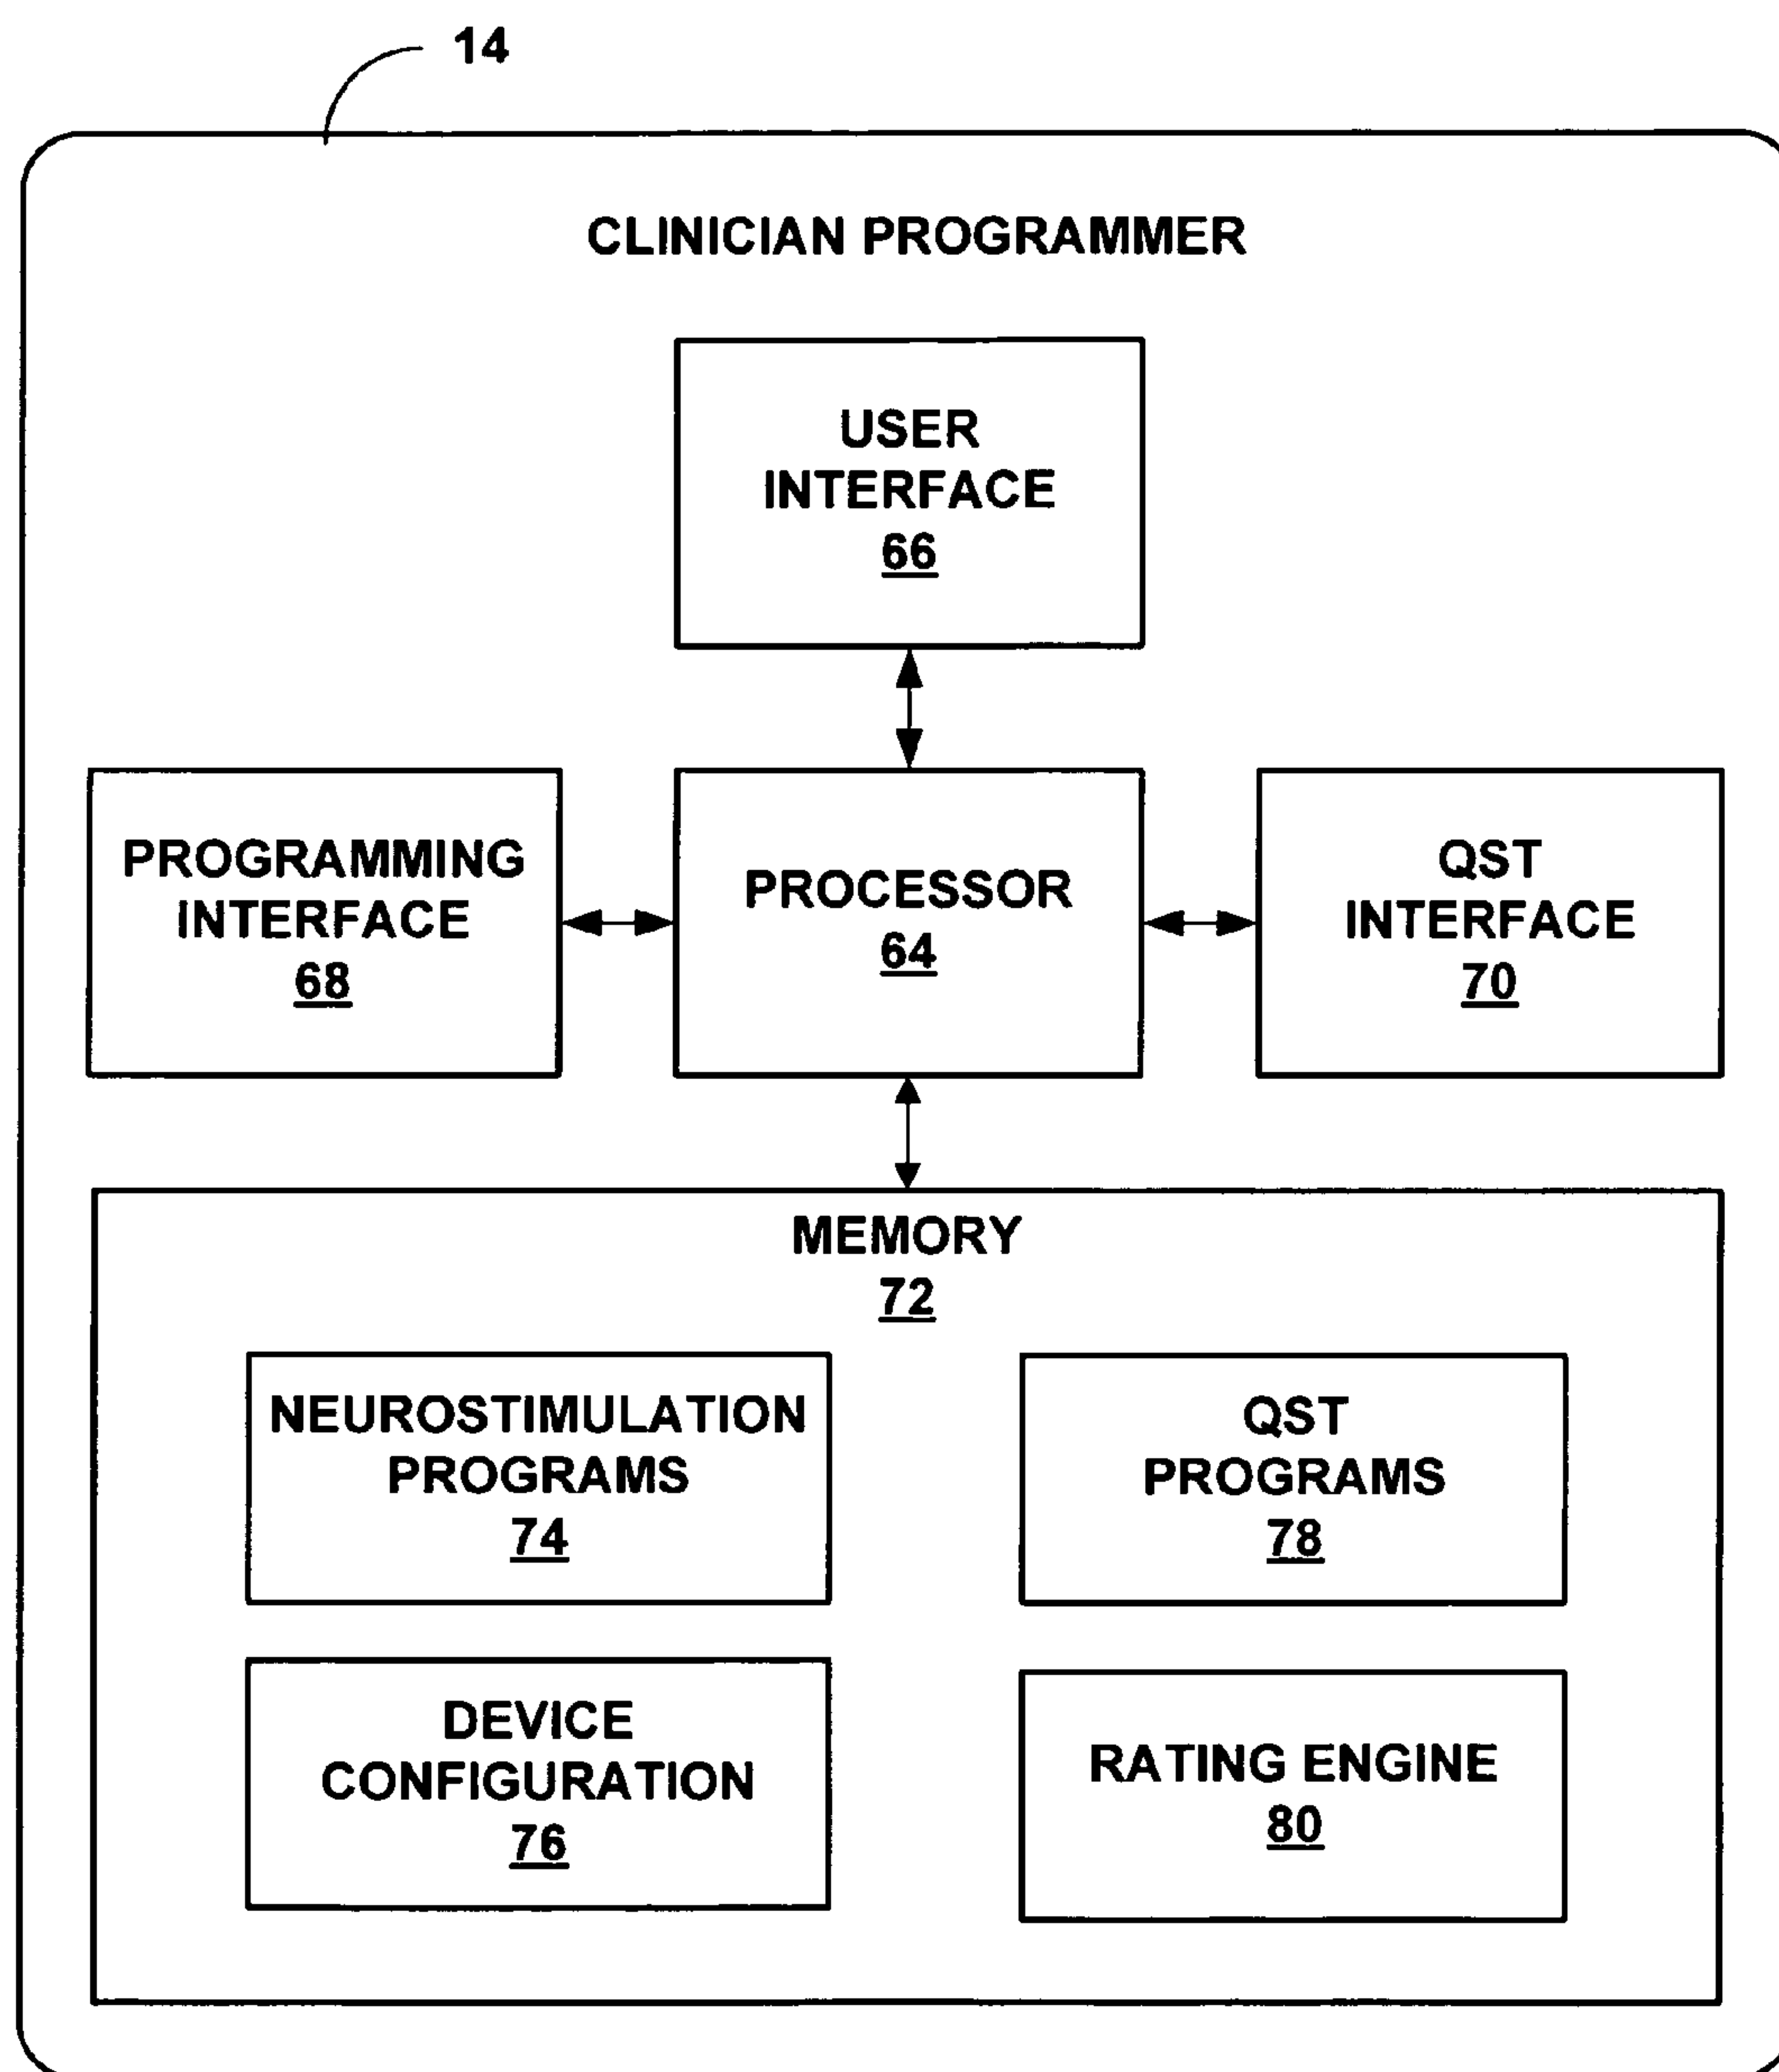 14
CLINICIAN PROGRAMMER
USER
INTERFACE
66
PROGRAMMING
INTERFACE
68
PROCESSOR
64
QST
INTERFACE
70
MEMORY
72
NEUROSTIMULATION
PROGRAMS
74
QST
PROGRAMS
78
DEVICE
CONFIGURATION
76
RATING ENGINE
80